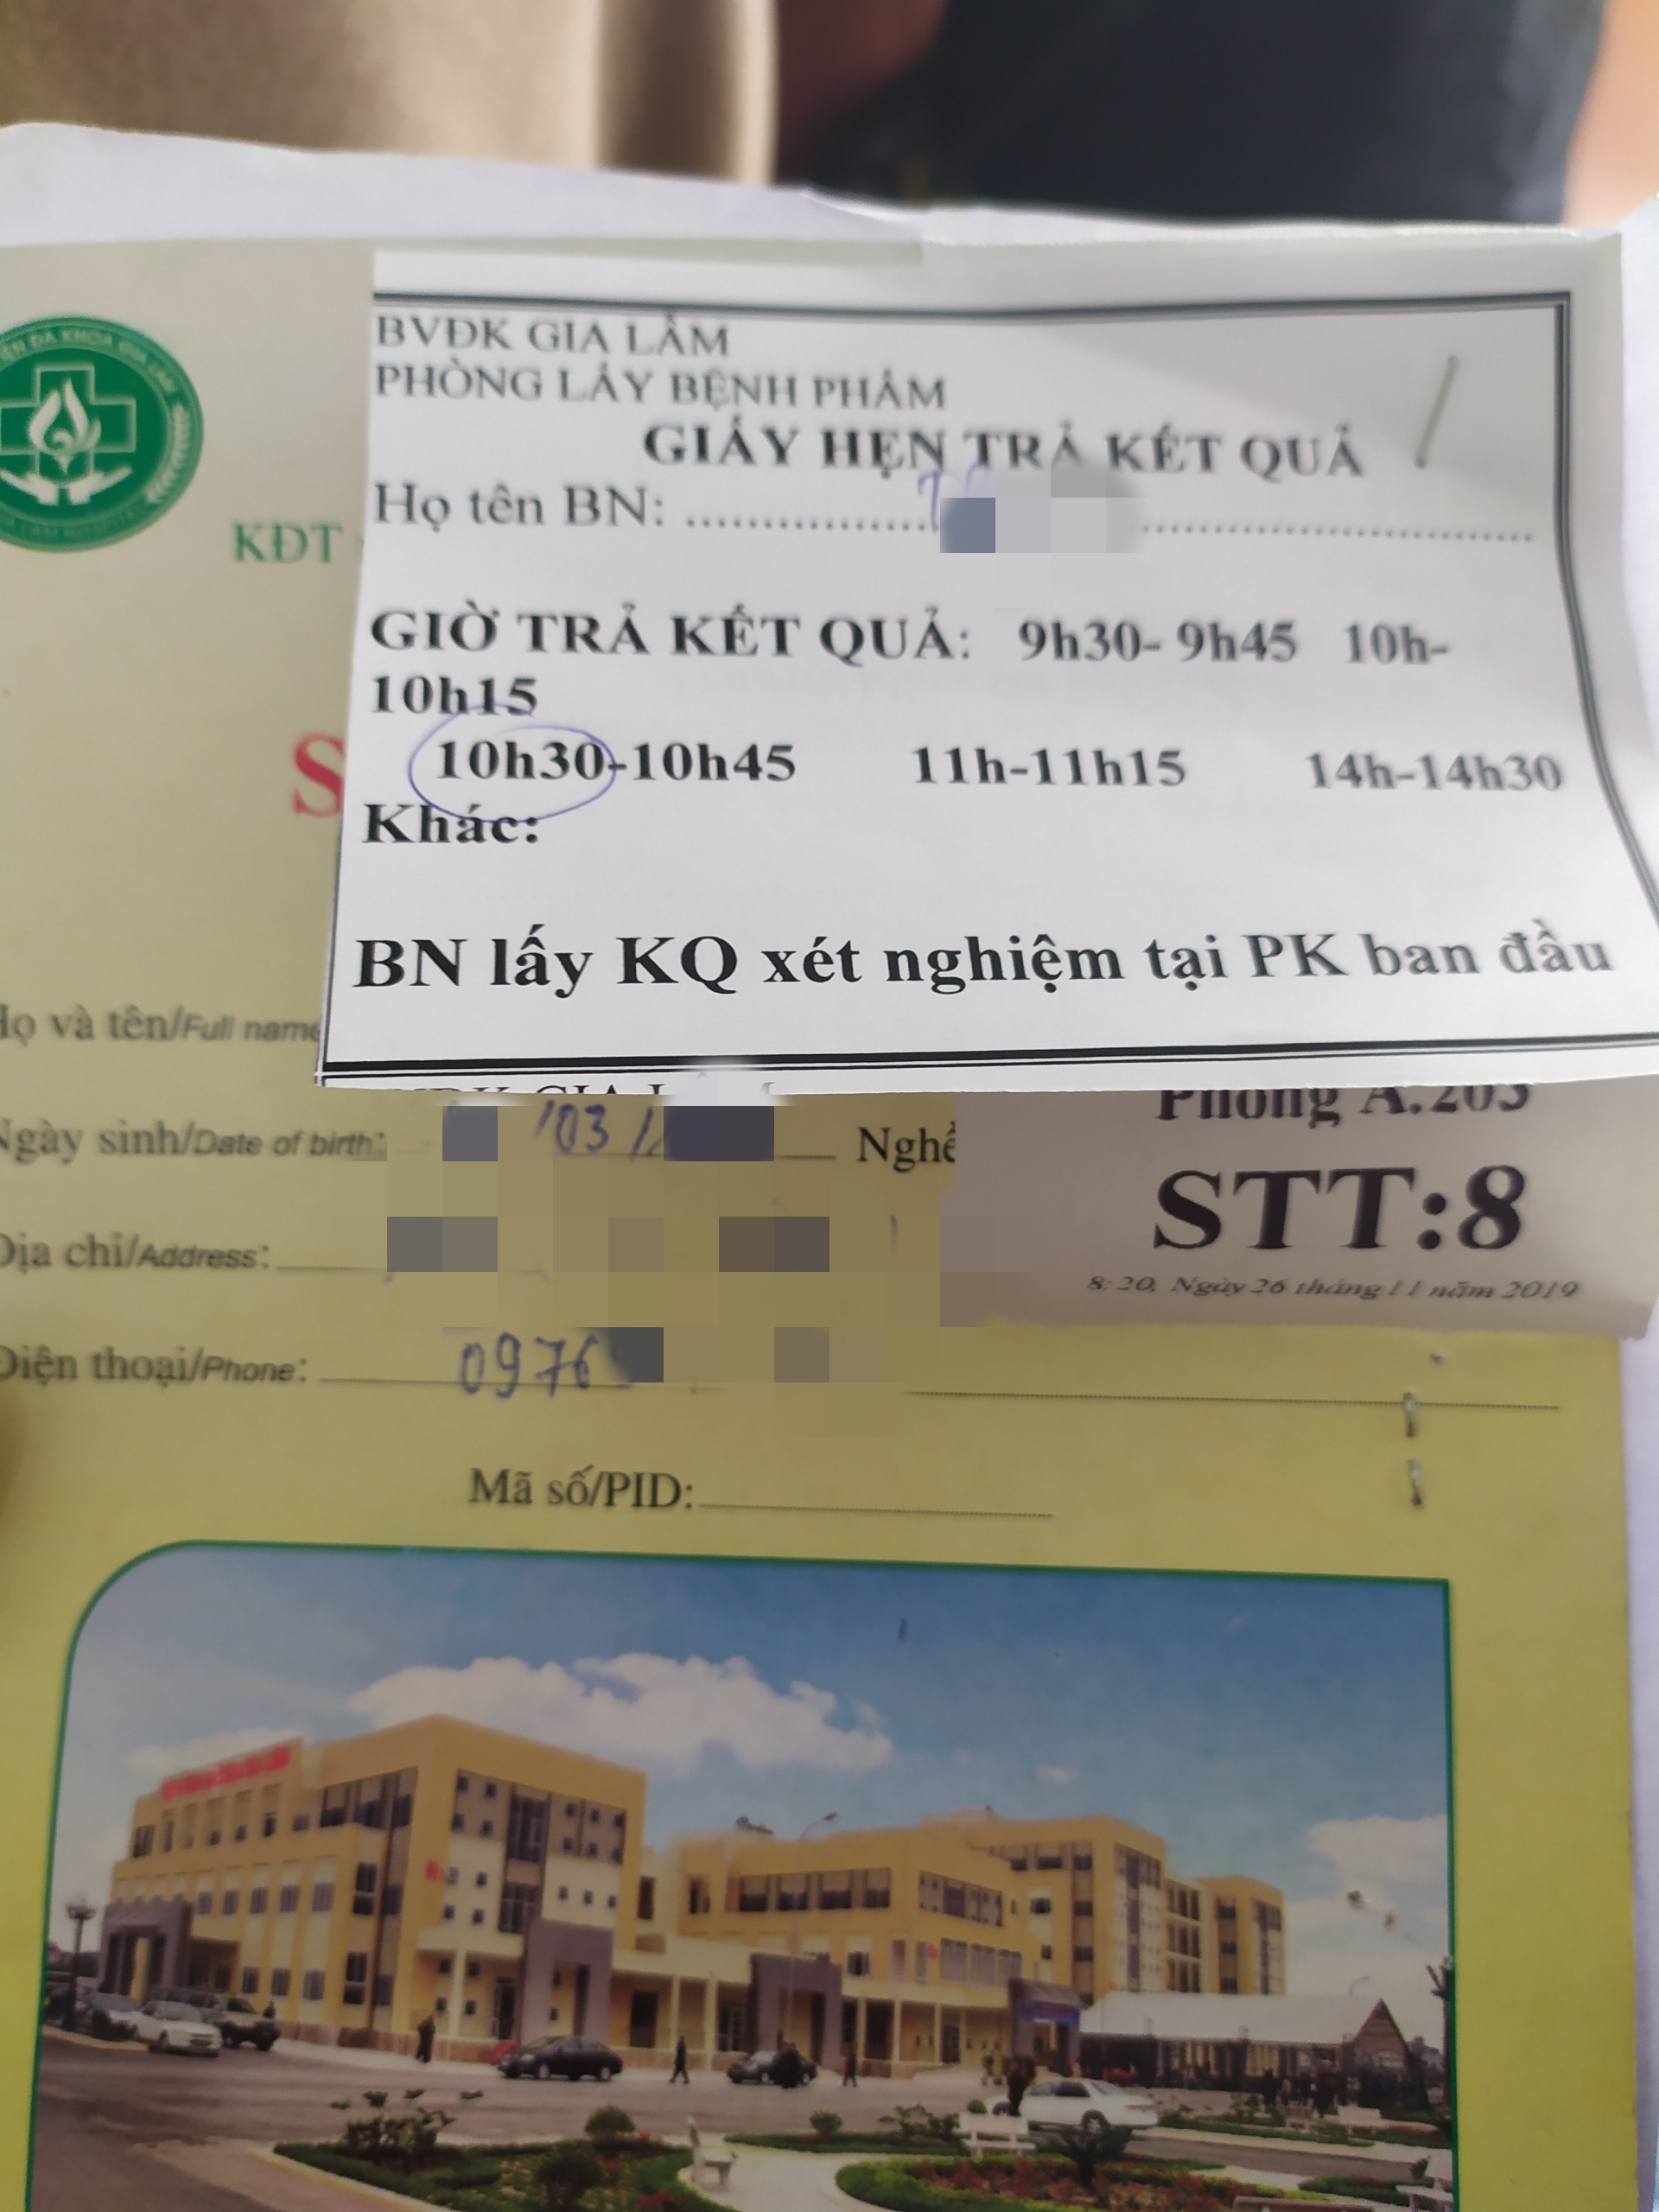 BVĐK GIA LÂM
PHÒNG LẤY BỆNH PHẨM
GIẤY HẸN TRẢ KẾT QUẢ
Họ tên BN:
KĐT
GIỜ TRẢ KẾT QUẢ: 9h30- 9h45 10h-
10h15
10h30-10h45 11h-11h15 14h-14h30
S
Khác:
BN lấy KQ xét nghiệm tại PK ban đầu
Họ và tên/Full name
Phòng A.203
Ngày sinh/Date of birth: /03/ Nghề
STT:8
Địa chỉ/Address:
8: 20, Ngày 26 tháng 11 năm 2019
Điện thoại/Phone: 0976
Mã số/PID: